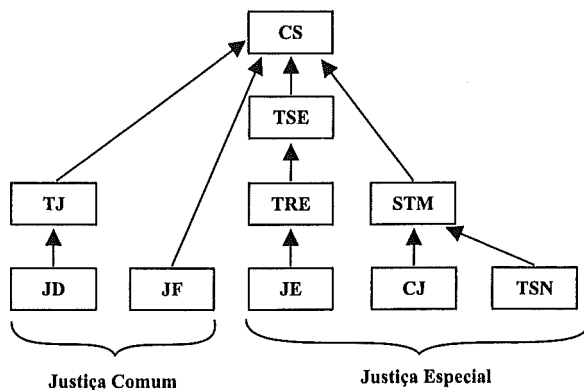 CS
TSE
TJ
TRE
STM
JD
JF
JE
CJ
TSN
Justiça Comum
Justiça Especial